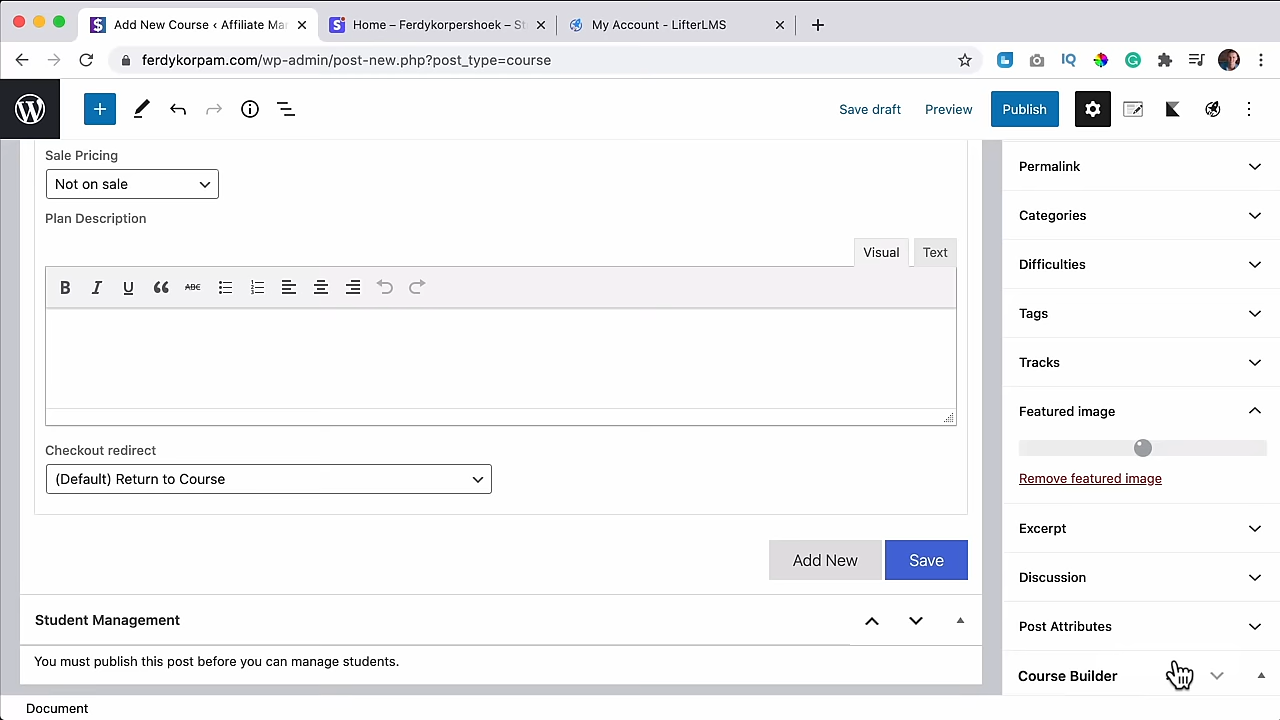 Add New Course ‹ Affiliate Ma
Home – Ferdykorpershoek – St
My Account - LifterLMS
ferdykorpam.com/wp-admin/post-new.php?post_type=course
IQ
Save draft
Preview
Publish
Sale Pricing
Not on sale
Plan Description
Visual
Text
B I U ABC
(Default) Return to Course
Checkout redirect
Add New
Save
Student Management
You must publish this post before you can manage students.
Permalink
Categories
Difficulties
Tags
Tracks
Featured image
Remove featured image
Excerpt
Discussion
Post Attributes
Course Builder
Document